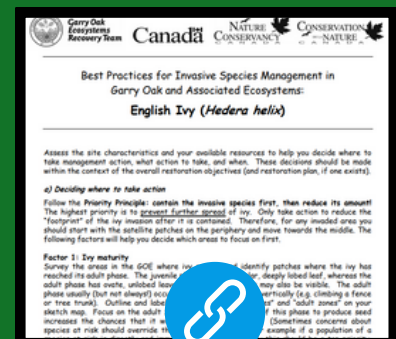 Garry Oak
Ecosystems
Recovery Team
Canada
NATURE
CONSERVANCY
CANADA
CONSERVATION
NATURE
CANADA
Best Practices for Invasive Species Management in
Garry Oak and Associated Ecosystems:
English Ivy (Hedera helix)
Assess the site characteristics and your available resources to help you decide where to
take management action, what action to take, and when. These decisions should be made
within the context of the overall restoration objectives (and restoration plan, if one exists).
a) Deciding where to take action
Follow the Priority Principle: contain the invasive species first, then reduce its amount!
The highest priority is to prevent further spread of ivy. Only take action to reduce the
"footprint" of the ivy invasion after it is contained. Therefore, for any invaded area you
should start with the satellite patches on the periphery and move towards the middle. The
following factors will help you decide which areas to focus on first.
Factor 1: Ivy maturity
Survey the areas in the GOE where ivy identify patches where the ivy has
reached its adult phase. The juvenile deeply lobed leaf, whereas the
adult phase has ovate, unlobed may also be visible. The adult
phase usually (but not always!) vertically (e.g. climbing a fence
or tree trunk). Outline and and "adult zones" on your
sketch map. Focus on the adult this phase to produce seed
increases the chances that it (Sometimes concerns about
species at risk should override example if a population of a